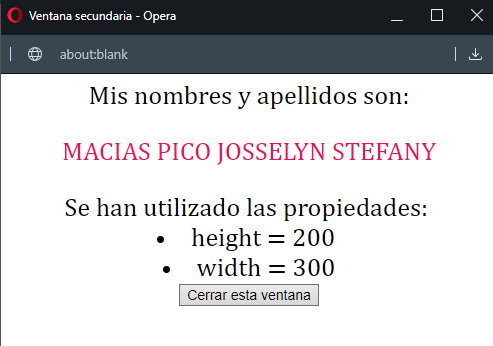 Ventana secundaria - Opera
about:blank
Mis nombres y apellidos son:
MACIAS PICO JOSSELYN STEFANY
Se han utilizado las propiedades:
• height = 200
• width = 300
Cerrar esta ventana